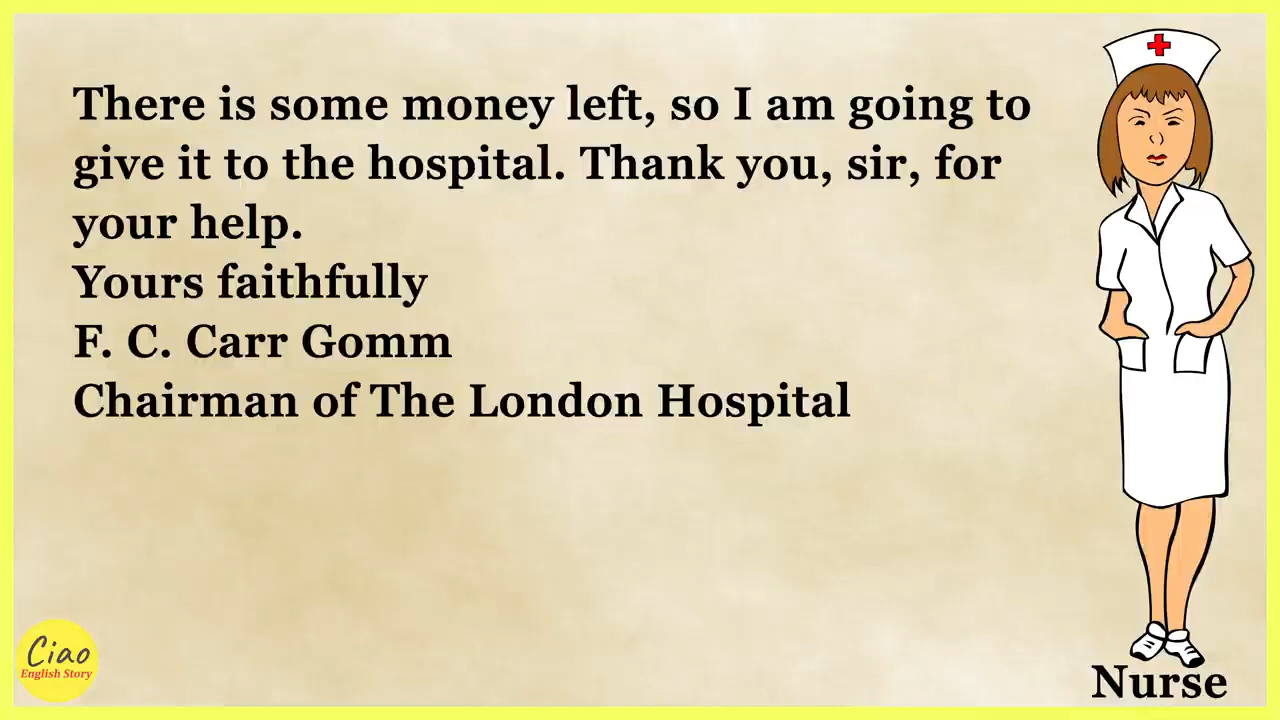 There is some money left, so I am going to
give it to the hospital. Thank you, sir, for
your help.
Yours faithfully
F. C. Carr Gomm
Chairman of The London Hospital
Ciao
English Story
Nurse